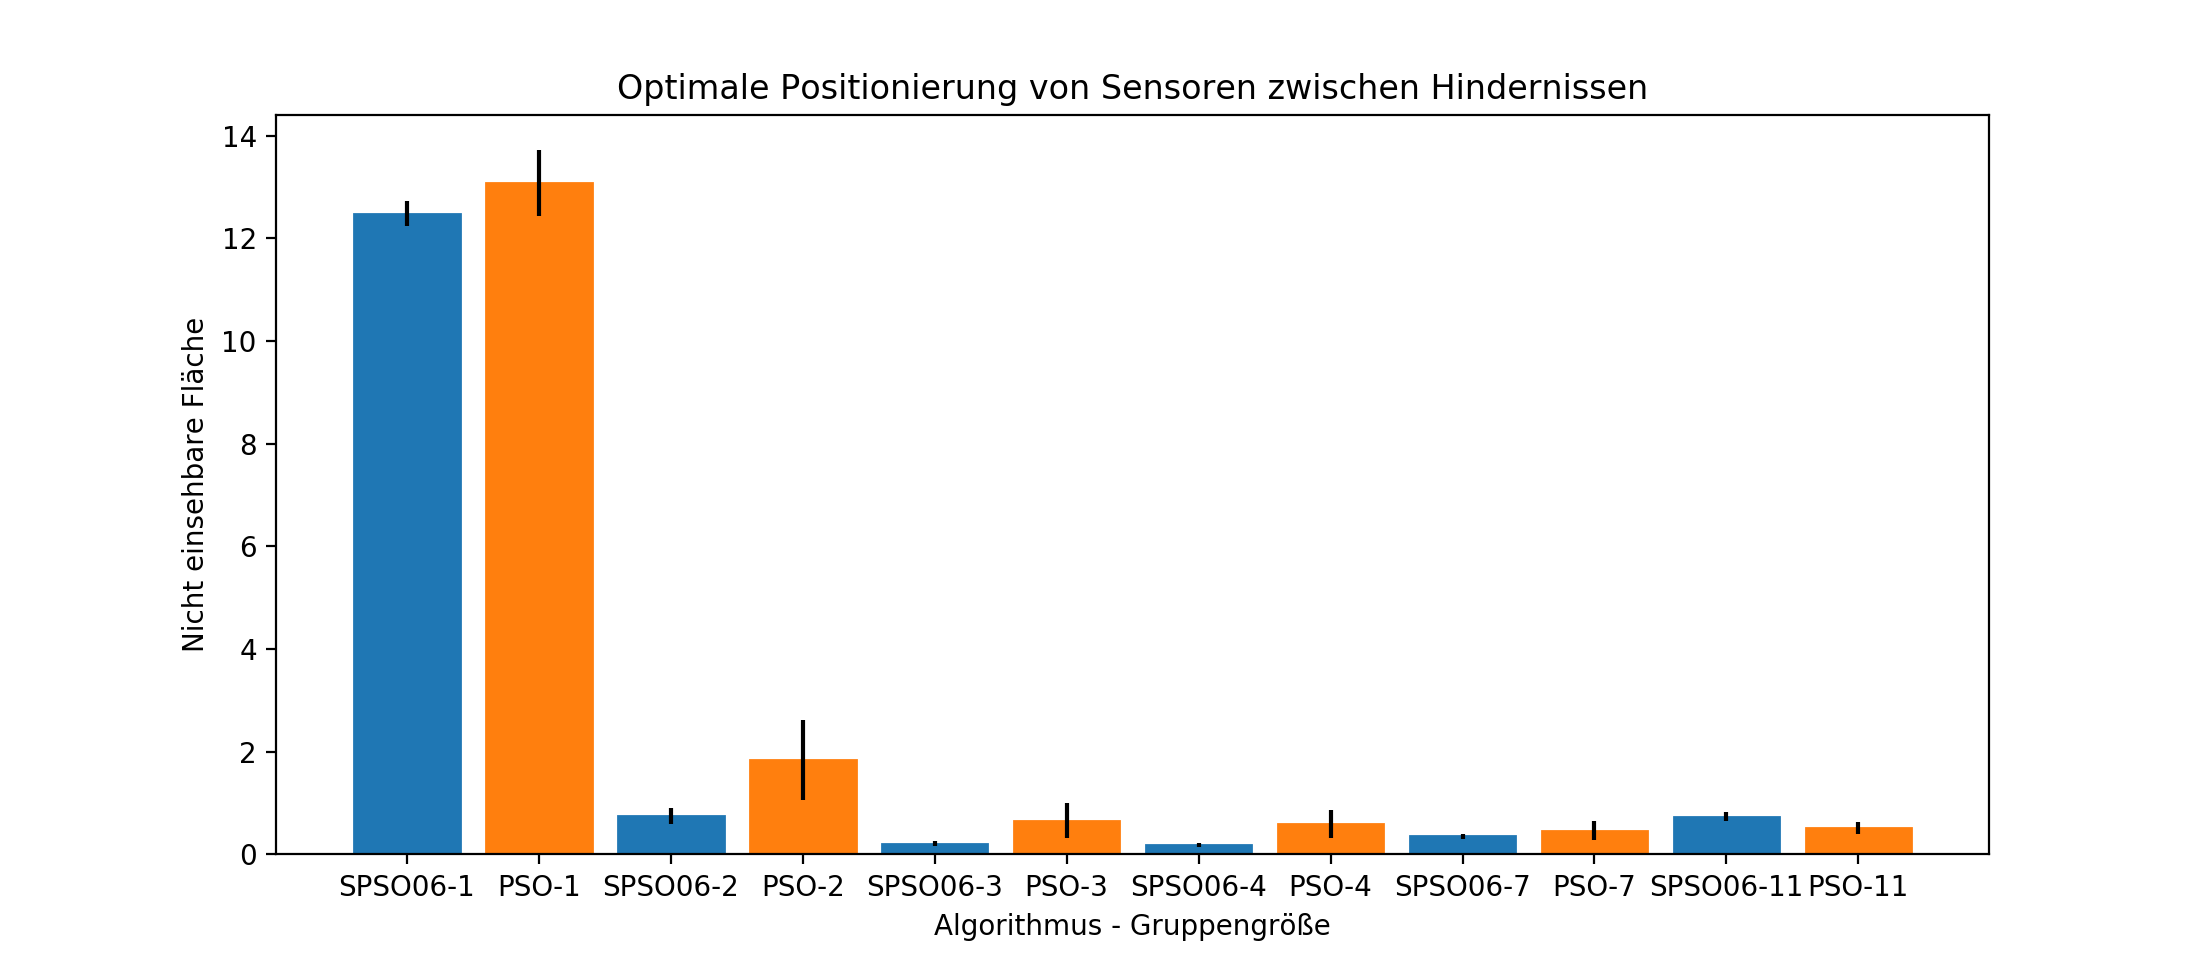 Optimale Positionierung von Sensoren zwischen Hindernissen
14
12
10
8
6
4
2
0
Nicht einsehbare Fläche
SPSO06-1 PSO-1 SPSO06-2 PSO-2 SPSO06-3 PSO-3 SPSO06-4 PSO-4 SPSO06-7 PSO-7 SPSO06-11 PSO-11
Algorithmus - Gruppengröße